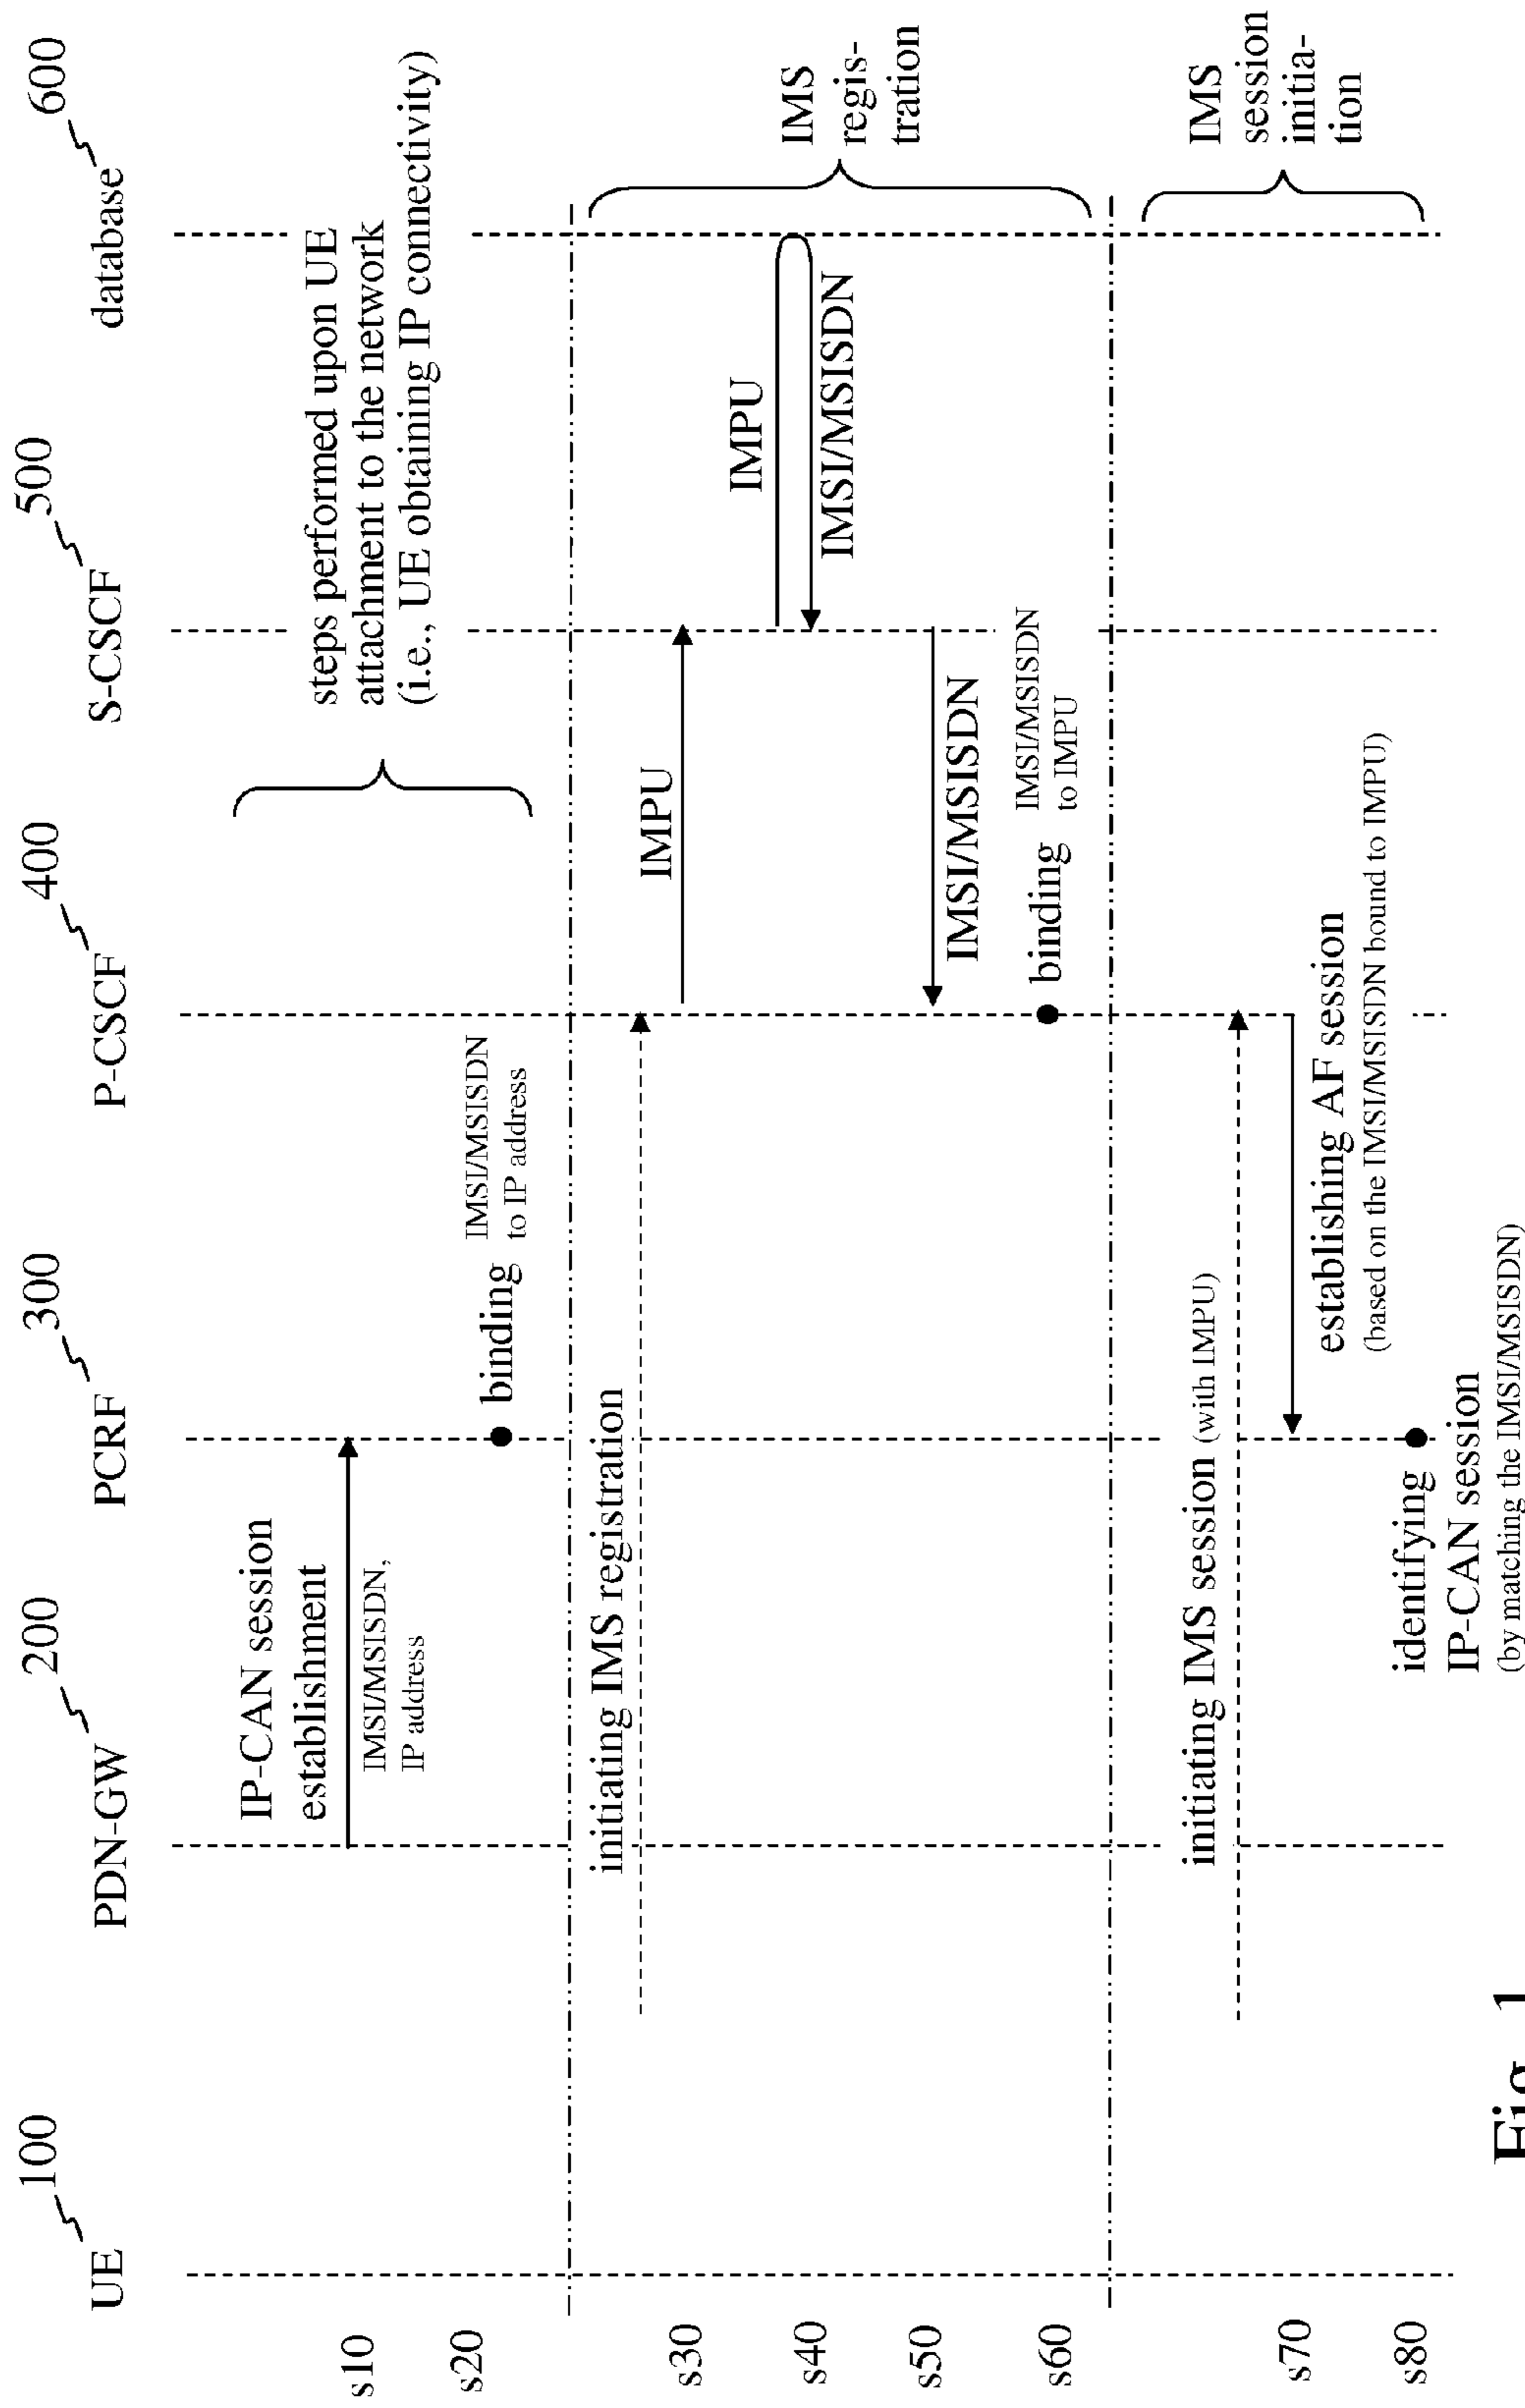 100
200
300
400
500
600
UE
PDN-GW
PCRF
P-CSCF
S-CSCF
database
s10
IP-CAN session
establishment
IMSI/MSISDN,
IP address
steps performed upon UE
attachment to the network
(i.e., UE obtaining IP connectivity)
s20
binding
IMSI/MSISDN
to IP address
initiating IMS registration
s30
IMPU
s40
IMPU
IMSI/MSISDN
IMS
regis-
tration
s50
IMSI/MSISDN
s60
binding
IMSI/MSISDN
to IMPU
initiating IMS session (with IMPU)
IMS
session
initia-
tion
s70
establishing AF session
(based on the IMSI/MSISDN bound to IMPU)
s80
identifying
IP-CAN session
(by matching the IMSI/MSISDN)
Fig. 1